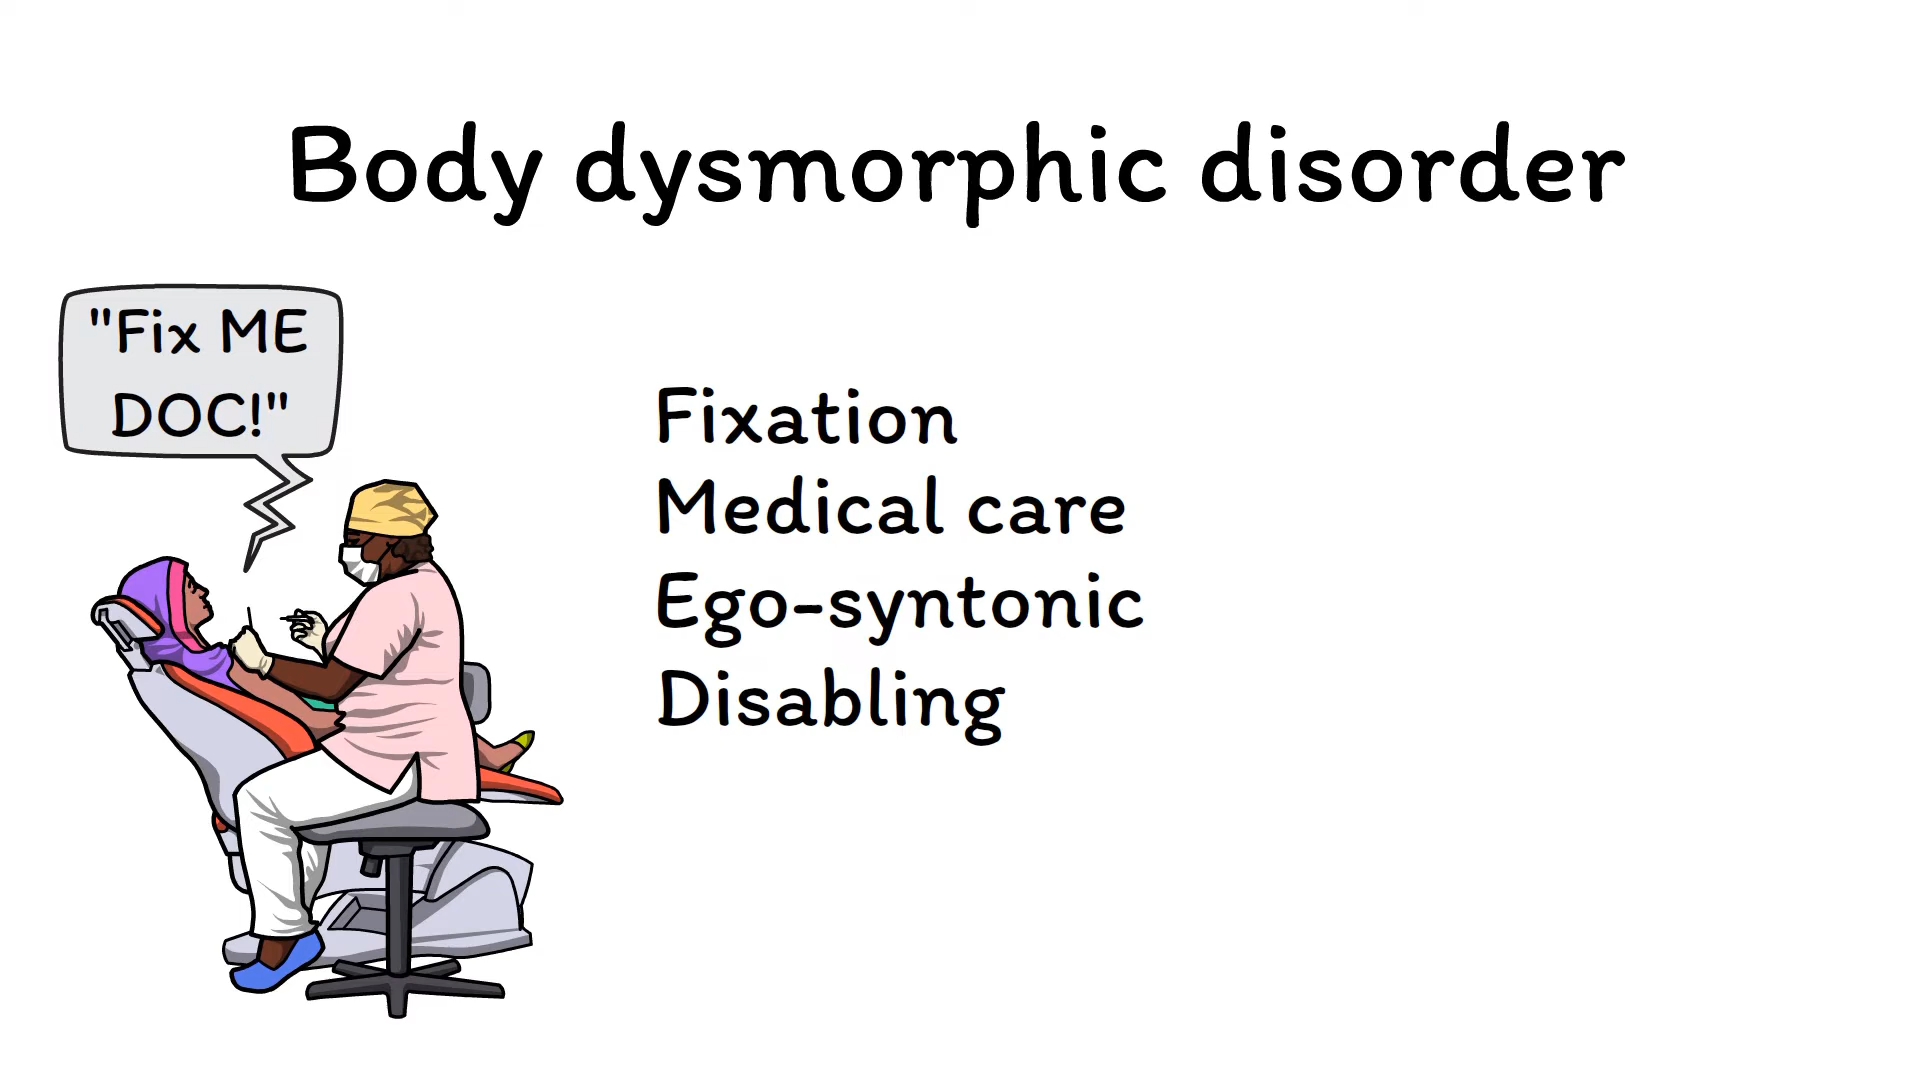 Body dysmorphic disorder
"Fix ME
DOC!"
Fixation
Medical care
Ego-syntonic
Disabling